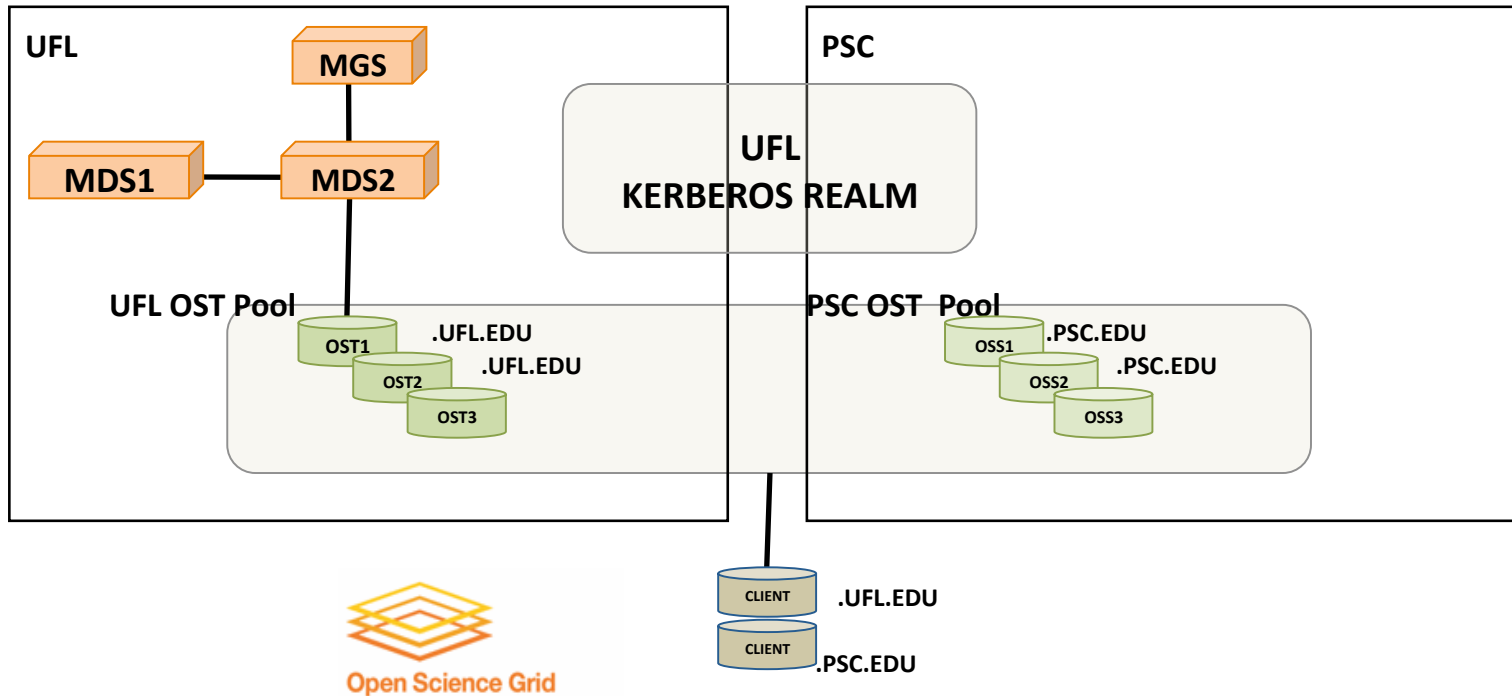 UFL
PSC
MGS
UFL
KERBEROS REALM
MDS1
MDS2
UFL OST Pool
PSC OST  Pool
OST1
.UFL.EDU
OST2
.UFL.EDU
OST3
OSS1
.PSC.EDU
OSS2
.PSC.EDU
OSS3
CLIENT
.UFL.EDU
CLIENT
.PSC.EDU
Open Science Grid